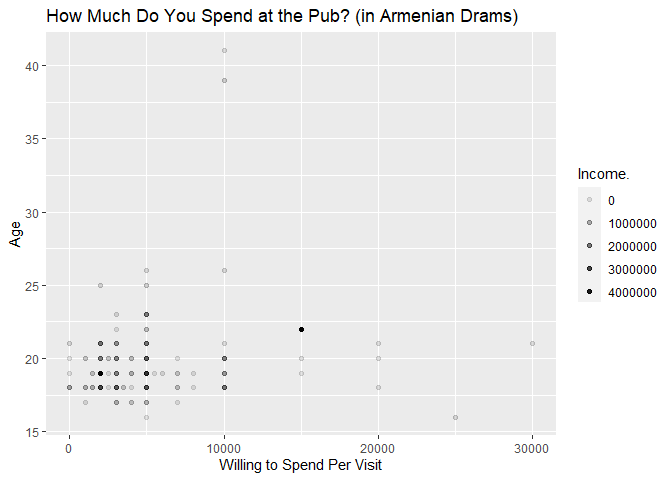 How Much Do You Spend at the Pub? (in Armenian Drams)
40
35
30
25
20
15
Age
0 10000 20000 30000
Willing to Spend Per Visit
Income.
0
1000000
2000000
3000000
4000000